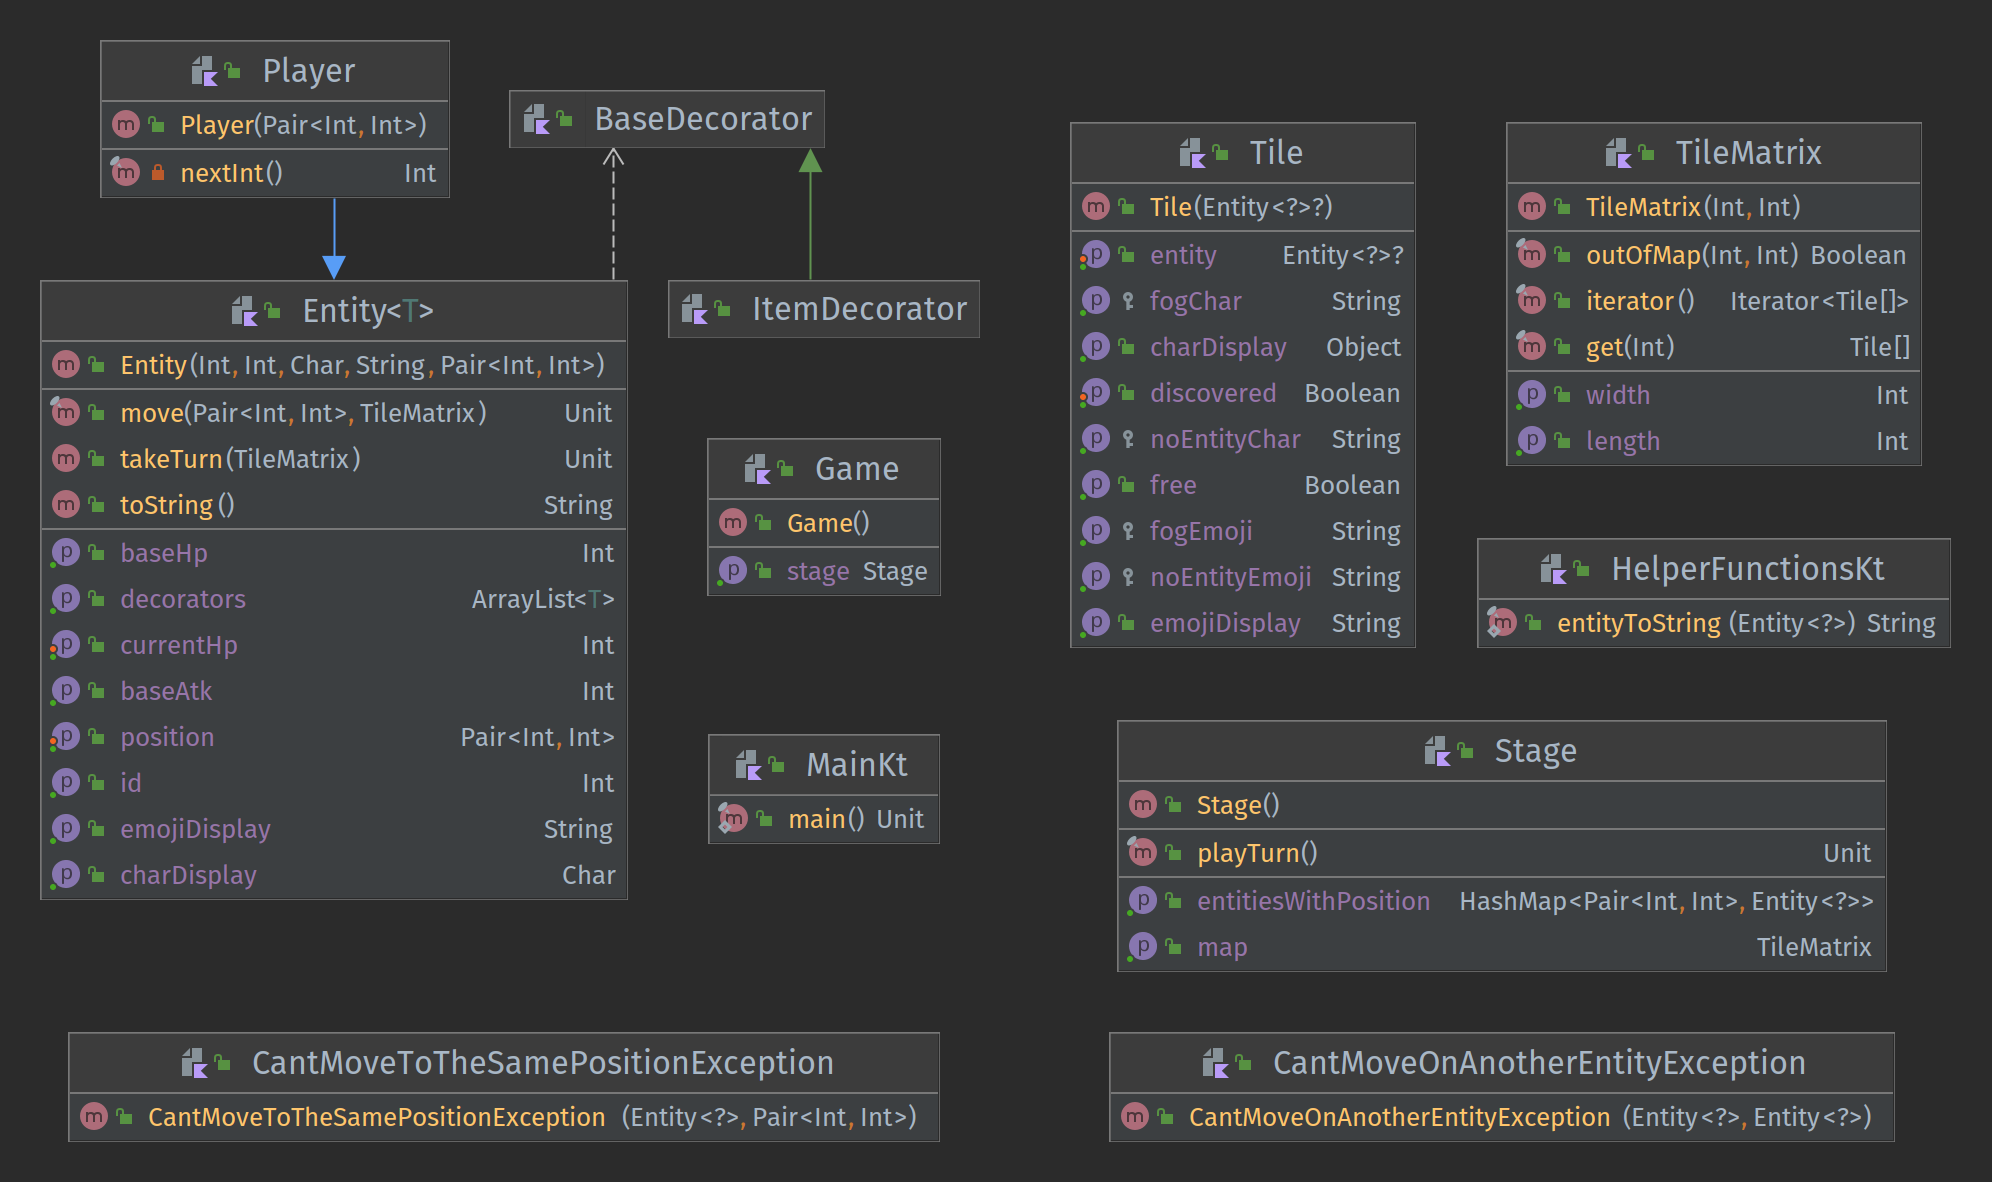 Player
Player(Pair<Int, Int>)
nextInt() Int
BaseDecorator
Entity<T>
Entity(Int, Int, Char, String, Pair<Int, Int>)
move(Pair<Int, Int>, TileMatrix) Unit
takeTurn(TileMatrix) Unit
toString() String
baseHp Int
decorators ArrayList<T>
currentHp Int
baseAtk Int
position Pair<Int, Int>
id Int
emojiDisplay String
charDisplay Char
ItemDecorator
Game
Game()
stage Stage
MainKt
main() Unit
Tile
Tile(Entity<?>?)
entity Entity<?>?
fogChar String
charDisplay Object
discovered Boolean
noEntityChar String
free Boolean
fogEmoji String
noEntityEmoji String
emojiDisplay String
TileMatrix
TileMatrix(Int, Int)
outOfMap(Int, Int) Boolean
iterator() Iterator<Tile[]>
get(Int) Tile[]
width Int
length Int
HelperFunctionsKt
entityToString(Entity<?>) String
Stage
Stage()
playTurn() Unit
entitiesWithPosition HashMap<Pair<Int, Int>, Entity<?>>
map TileMatrix
CantMoveToTheSamePositionException
CantMoveToTheSamePositionException (Entity<?>, Pair<Int, Int>)
CantMoveOnAnotherEntityException
CantMoveOnAnotherEntityException (Entity<?>, Entity<?>)